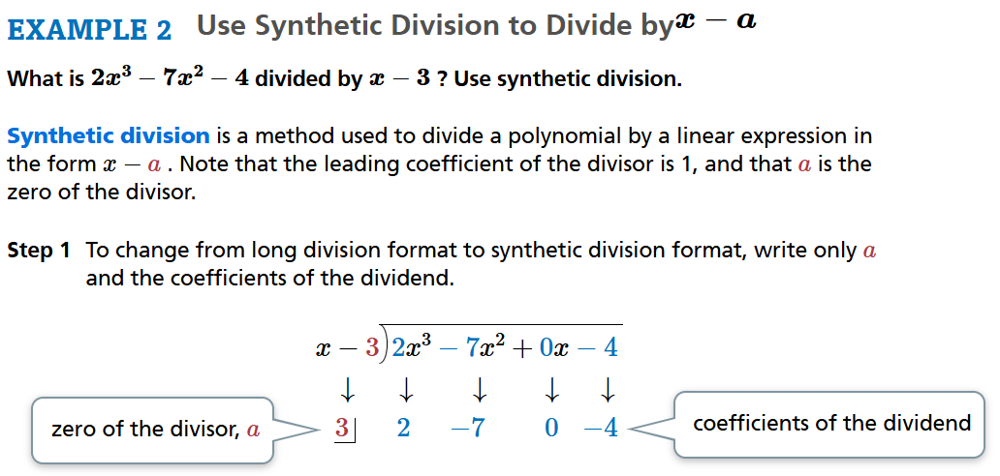 EXAMPLE 2 Use Synthetic Division to Divide by x − a
What is 2x³ − 7x² − 4 divided by x − 3 ? Use synthetic division.
Synthetic division is a method used to divide a polynomial by a linear expression in
the form x − a . Note that the leading coefficient of the divisor is 1, and that a is the
zero of the divisor.
Step 1 To change from long division format to synthetic division format, write only a
and the coefficients of the dividend.
x − 3)2x³ − 7x² + 0x − 4
↓ ↓ ↓ ↓ ↓
zero of the divisor, a 3| 2 −7 0 −4 coefficients of the dividend